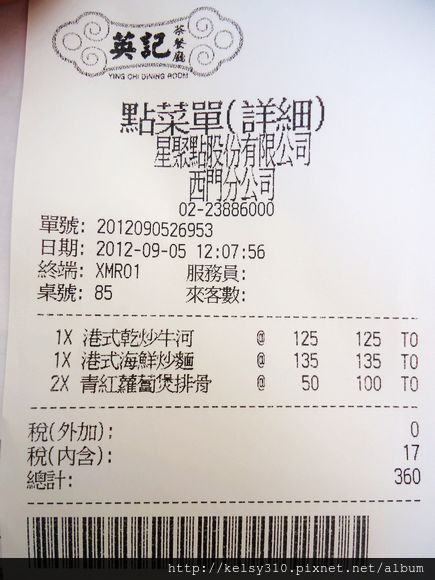 英記 茶餐廳
YING CHI DINING ROOM
點菜單(詳細)
星聚點股份有限公司
西門分公司
02-23886000
單號: 2012090526953
日期: 2012-09-05 12:07:56
終端: XMR01 服務員:
桌號: 85 來客數:
1X 港式乾炒牛河 @ 125 125 TO
1X 港式海鮮炒麵 @ 135 135 TO
2X 青紅蘿蔔煲排骨 @ 50 100 TO
稅(外加): 0
稅(內含): 17
總計: 360
http://kelsy310.pixnet.net/album